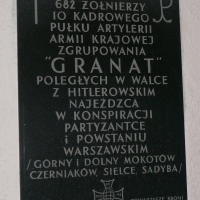 682 ŻOŁNIERZY
10 KADROWEGO
PUŁKU ARTYLERII
ARMII KRAJOWEJ
ZGRUPOWANIA
"GRANAT"
POLEGŁYCH W WALCE
Z HITLEROWSKIM
NAJEŹDZCA
W KONSPIRACJI
PARTYZANTCE
i POWSTANIU
WARSZAWSKIM
/GÓRNY i DOLNY MOKOTÓW
CZERNIAKÓW, SIELCE, SADYBA/